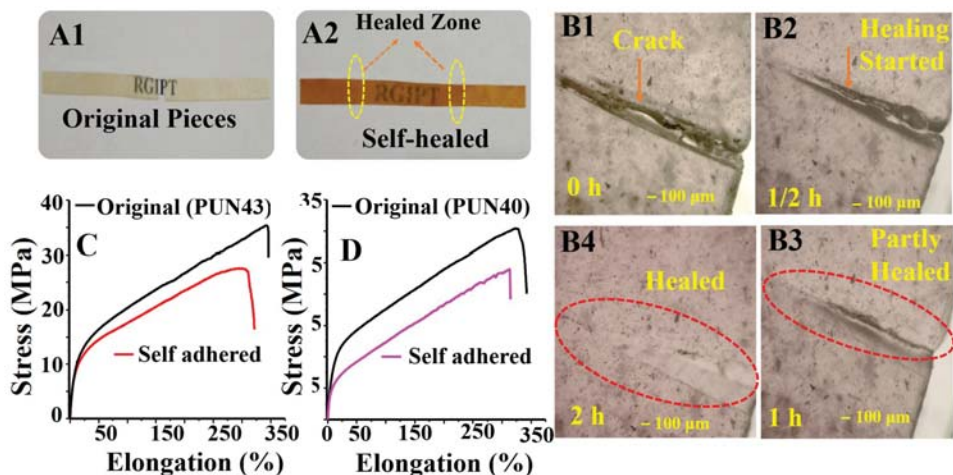 A1
RGIPT
Original Pieces
A2
Healed Zone
RGIPT
Self-healed
B1
Crack
0 h
– 100 μm
B2
Healing
Started
1/2 h
– 100 μm
B4
Healed
2 h
– 100 μm
B3
Partly
Healed
1 h
– 100 μm
Stress (MPa)
40
30
20
10
0
Original (PUN43)
C
Self adhered
50 150 250 350
Elongation (%)
Stress (MPa)
35
5
5
5
Original (PUN40)
D
Self adhered
0 50 150 250 350
Elongation (%)